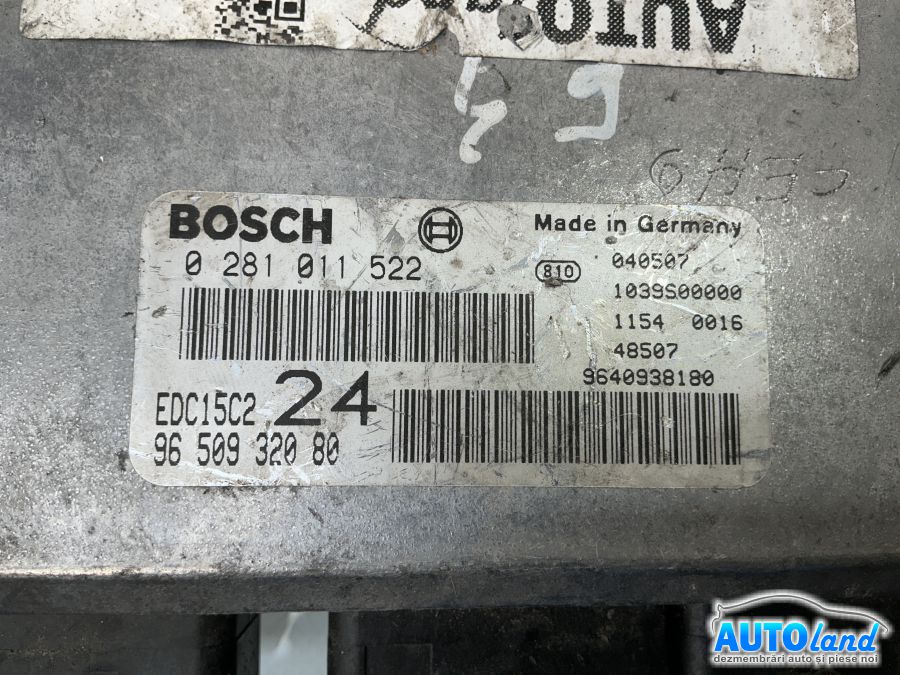 AUTO
BOSCH
Made in Germany
0 281 011 522
810
040507
1039S00000
1154 0016
48507
9640938180
EDC15C2 24
96 509 320 80
AUTOland
dezmembrări auto și piese noi